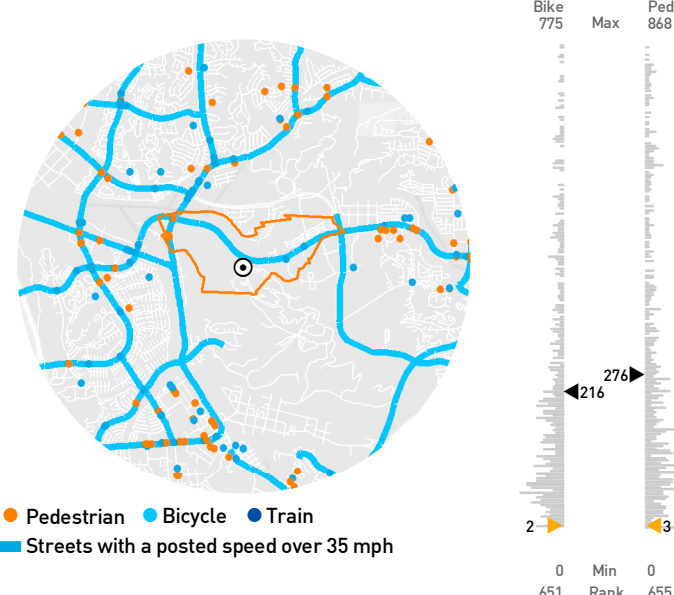 Bike Ped
775 Max 868
276
216
2 3
Pedestrian Bicycle Train
Streets with a posted speed over 35 mph
0 Min 0
651 Rank 655